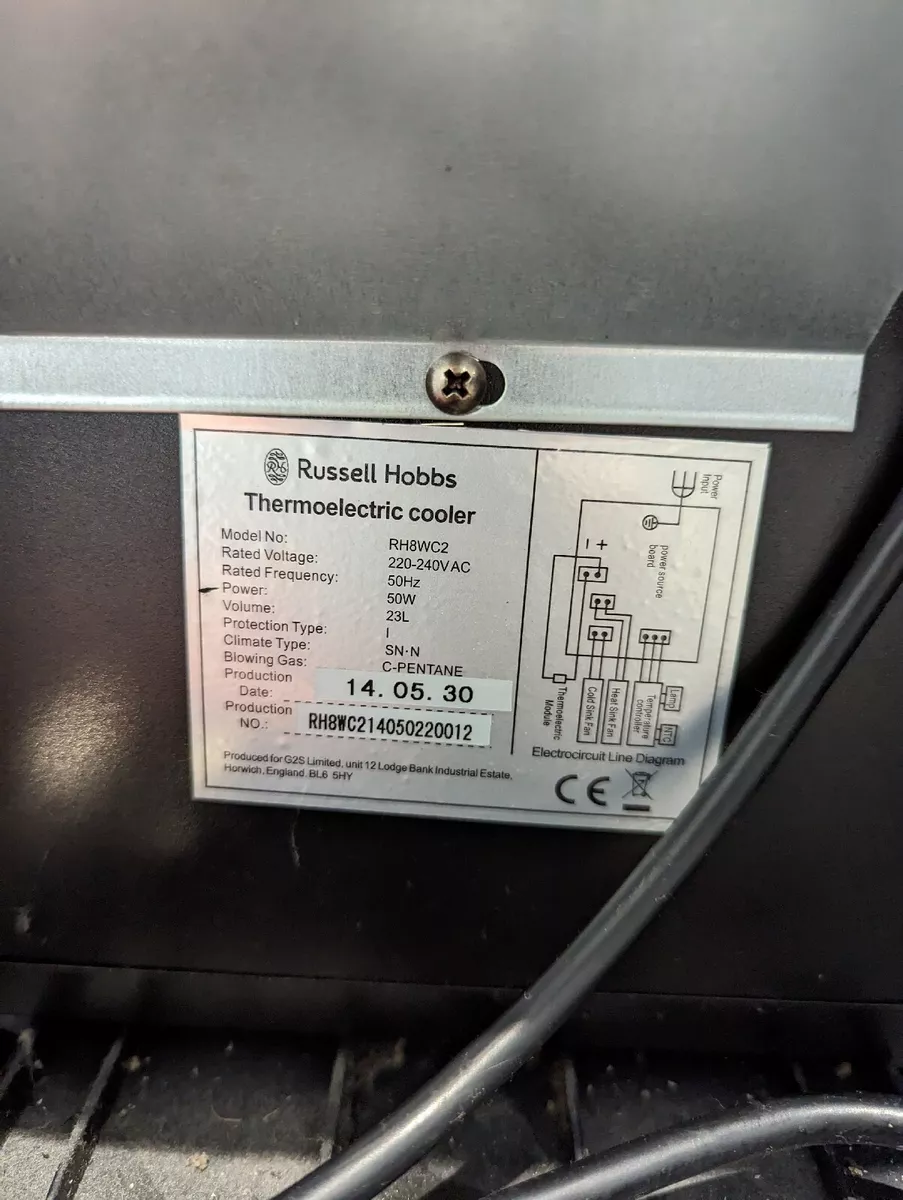 RH Russell Hobbs
Thermoelectric cooler
Model No: RH8WC2
Rated Voltage: 220-240V AC
Rated Frequency: 50Hz
Power: 50W
Volume: 23L
Protection Type: I
Climate Type: SN·N
Blowing Gas: C-PENTANE
Production Date: 14. 05. 30
Production NO.: RH8WC214050220012
Produced for G2S Limited, unit 12 Lodge Bank Industrial Estate,
Horwich, England. BL6 5HY
Power Input
power source board
− +
Lamp
NTC
Temperature controller
Heat Sink Fan
Cold Sink Fan
Thermoelectric Module
Electrocircuit Line Diagram
CE